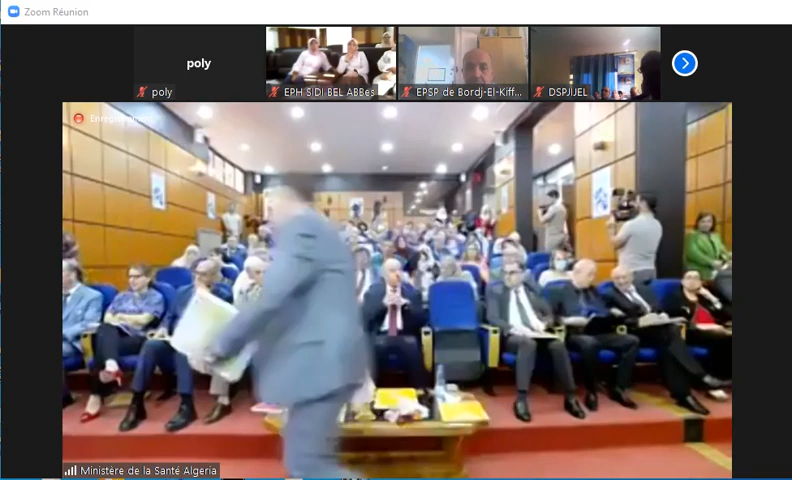 Zoom Réunion
poly
poly
EPH SIDI BEL ABBes
EPSP de Bordj-El-Kiff...
DSPJIJEL
Ministère de la Santé Algeria